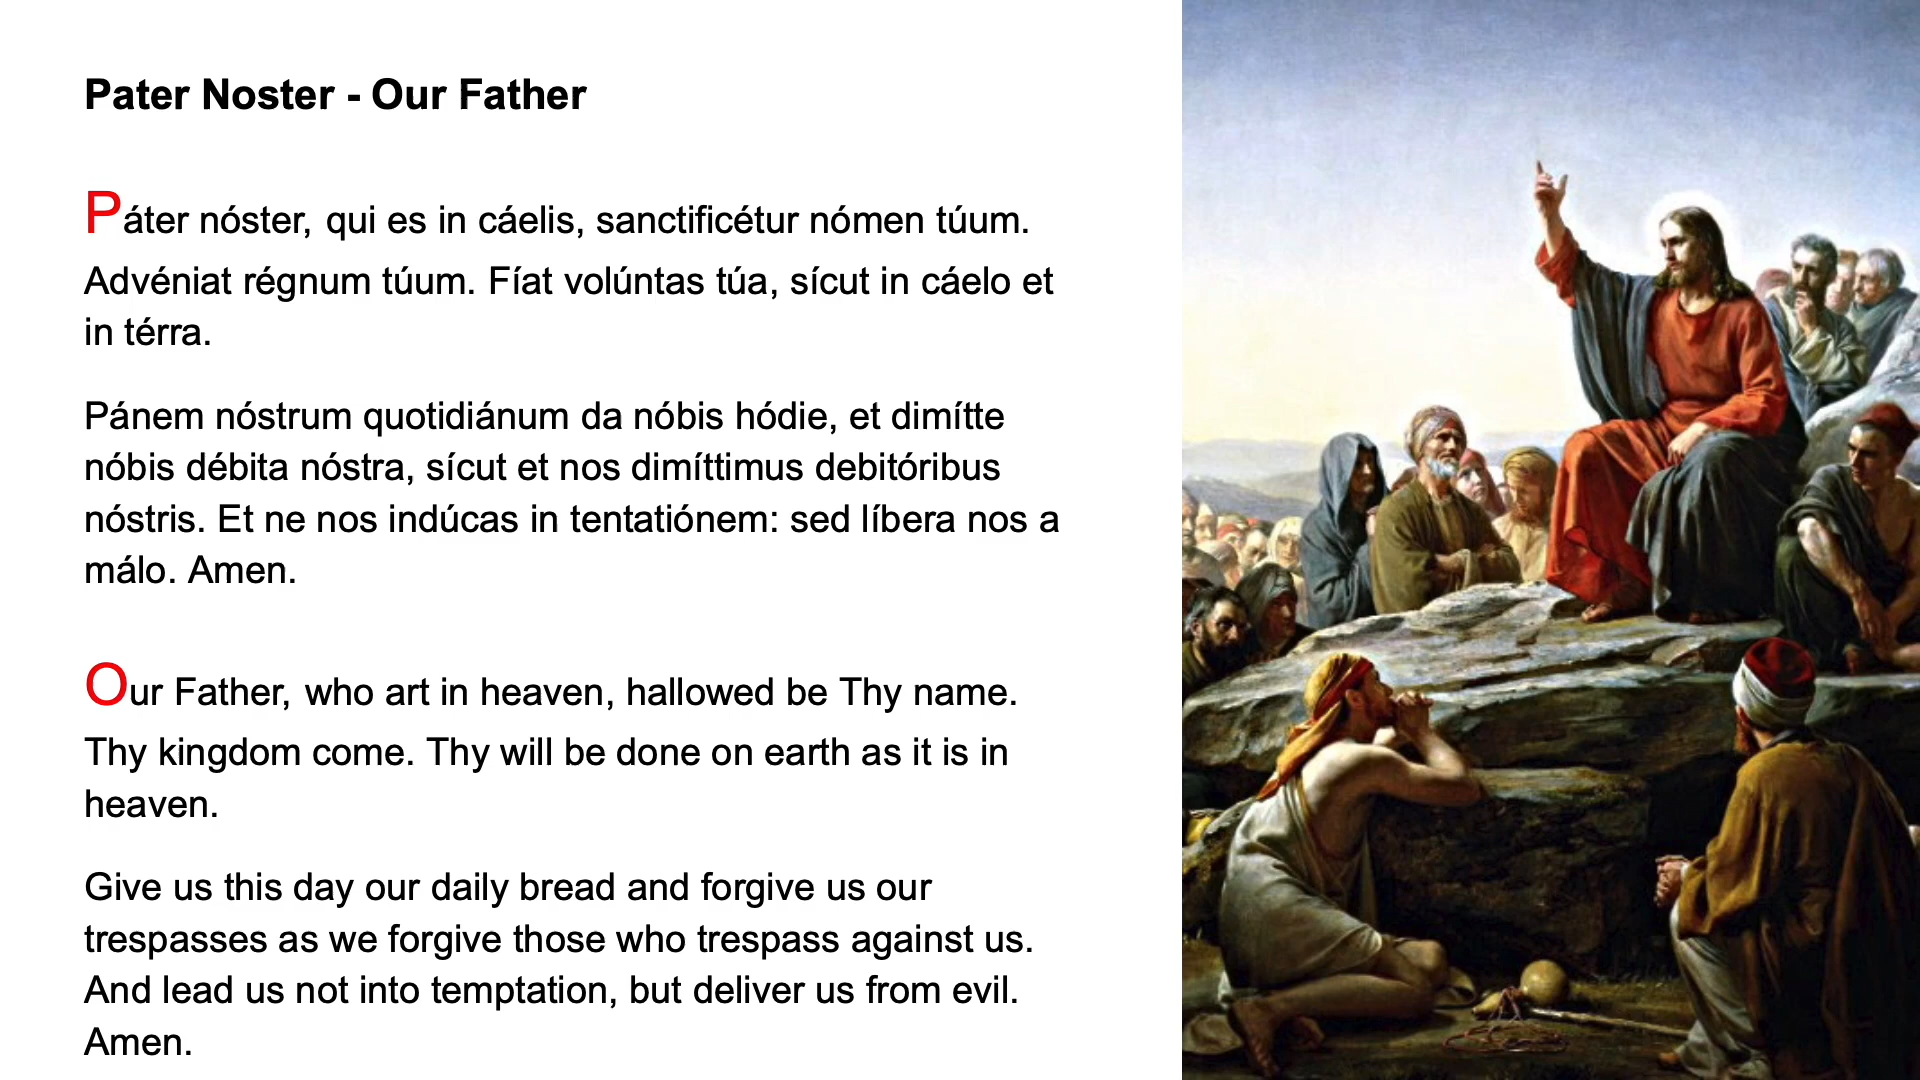 Pater Noster - Our Father
Páter nóster, qui es in cáelis, sanctificétur nómen túum.
Advéniat régnum túum. Fíat volúntas túa, sícut in cáelo et
in térra.
Pánem nóstrum quotidiánum da nóbis hódie, et dimítte
nóbis débita nóstra, sícut et nos dimíttimus debitóribus
nóstris. Et ne nos indúcas in tentatiónem: sed líbera nos a
málo. Amen.
Our Father, who art in heaven, hallowed be Thy name.
Thy kingdom come. Thy will be done on earth as it is in
heaven.
Give us this day our daily bread and forgive us our
trespasses as we forgive those who trespass against us.
And lead us not into temptation, but deliver us from evil.
Amen.